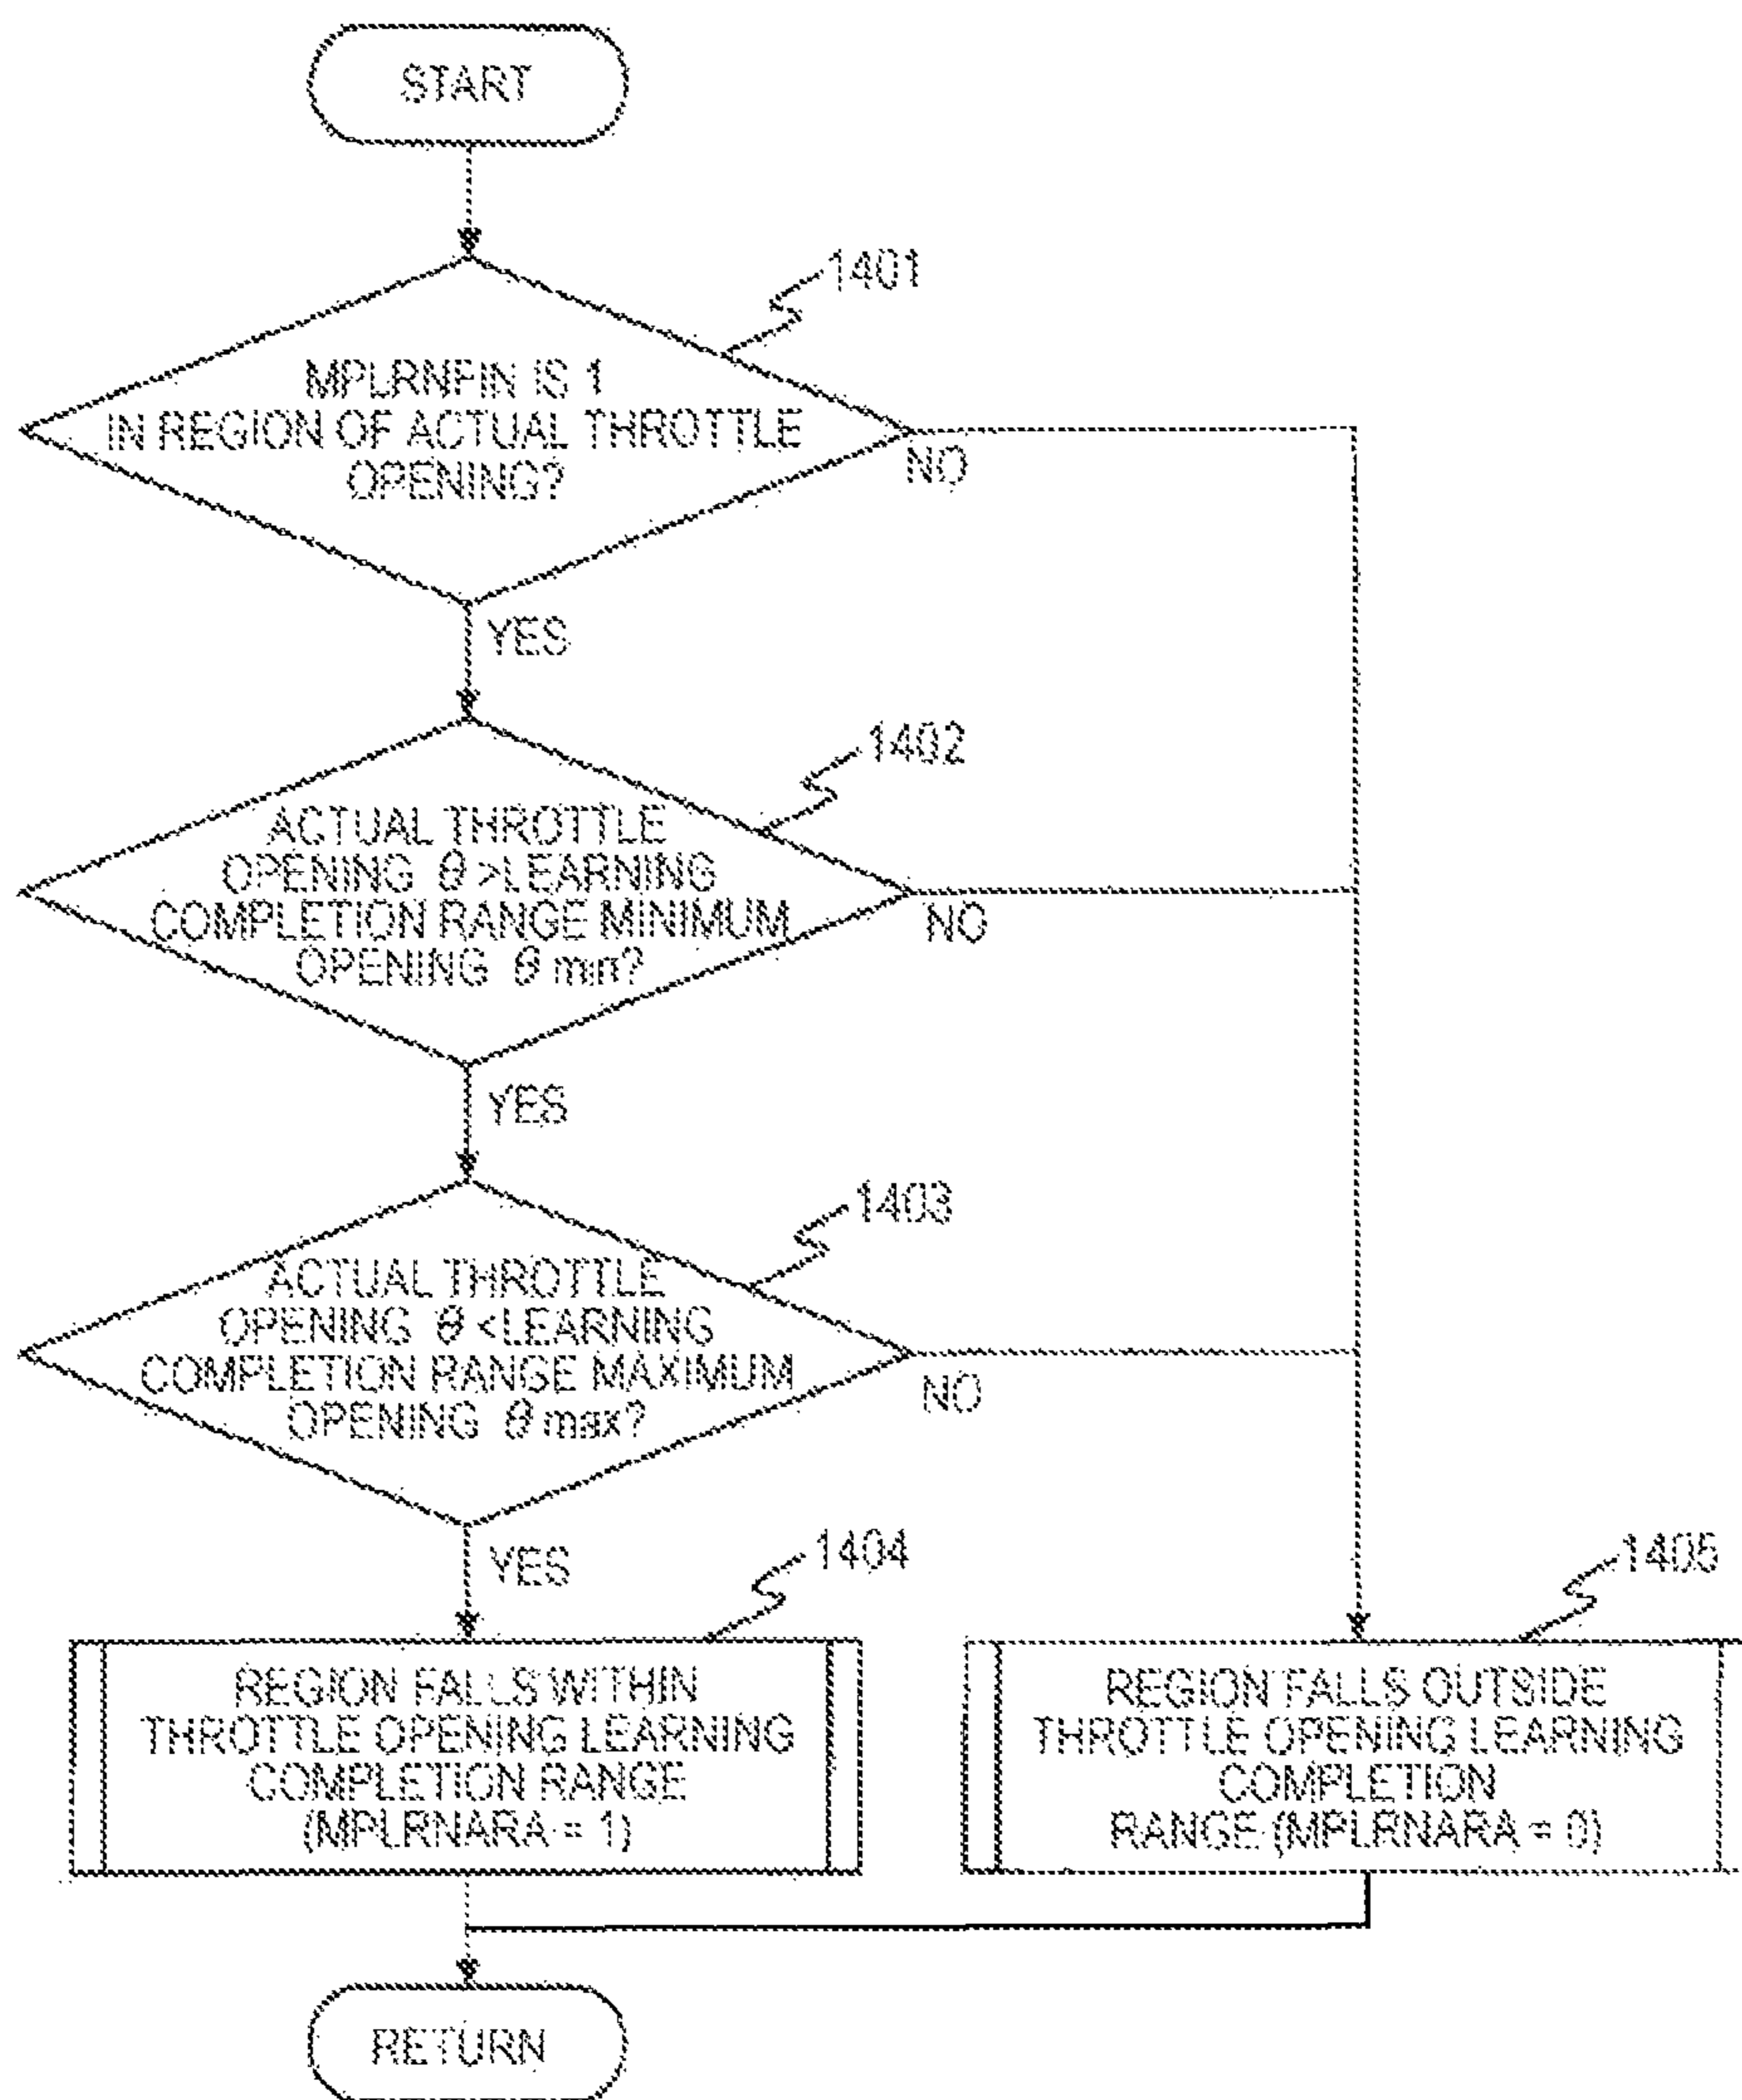 START
1401
MPLRNFIN IS 1
IN REGION OF ACTUAL THROTTLE
OPENING?
NO
YES
1402
ACTUAL THROTTLE
OPENING θ >LEARNING
COMPLETION RANGE MINIMUM
OPENING θ min?
NO
YES
1403
ACTUAL THROTTLE
OPENING θ <LEARNING
COMPLETION RANGE MAXIMUM
OPENING θ max?
NO
YES
1404
REGION FALLS WITHIN
THROTTLE OPENING LEARNING
COMPLETION RANGE
(MPLRNARA = 1)
1405
REGION FALLS OUTSIDE
THROTTLE OPENING LEARNING
COMPLETION
RANGE (MPLRNARA = 0)
RETURN